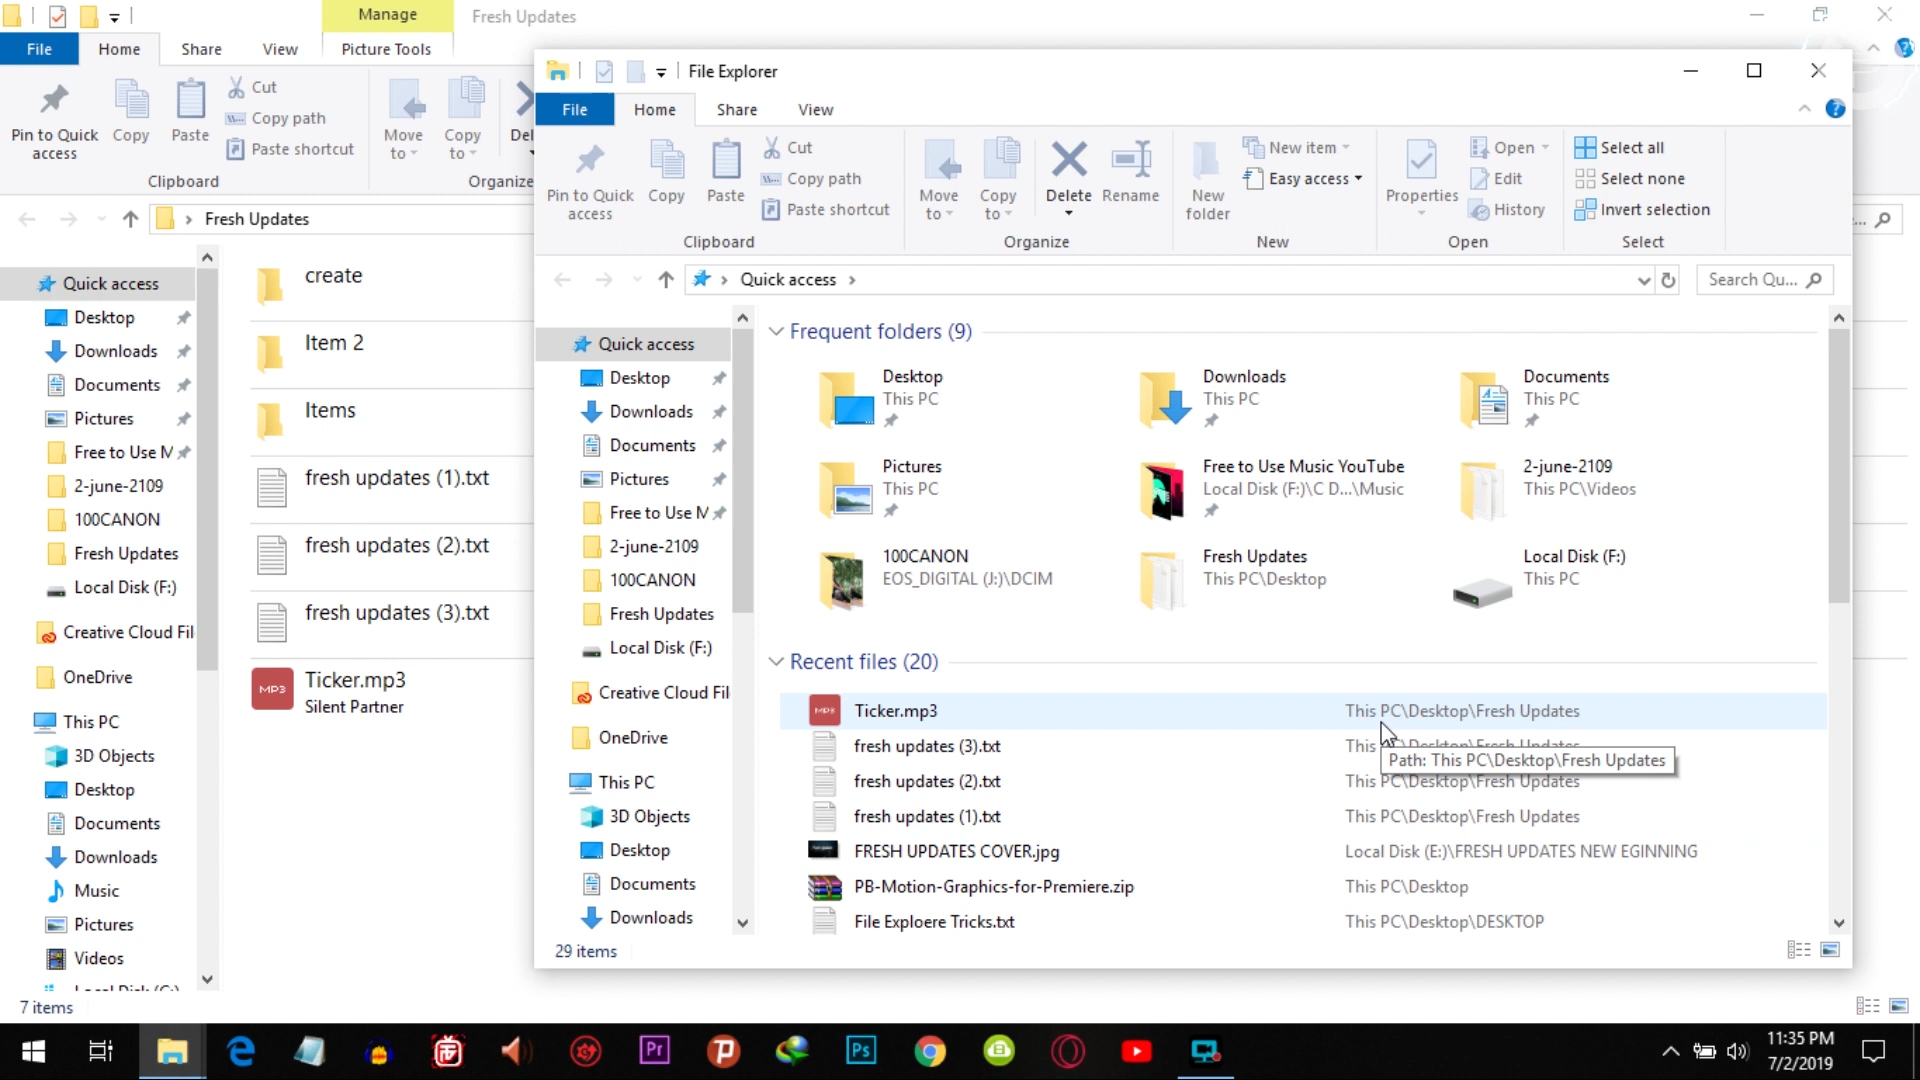 Manage
Fresh Updates
File
Home
Share
View
Picture Tools
Pin to Quick access
Copy
Paste
Cut
Copy path
Paste shortcut
Move to
Copy to
Del
Clipboard
Organize
Fresh Updates
Quick access
Desktop
Downloads
Documents
Pictures
Free to Use M
2-june-2109
100CANON
Fresh Updates
Local Disk (F:)
Creative Cloud Fil
OneDrive
This PC
3D Objects
Desktop
Documents
Downloads
Music
Pictures
Videos
7 items
create
Item 2
Items
fresh updates (1).txt
fresh updates (2).txt
fresh updates (3).txt
MP3
Ticker.mp3
Silent Partner
File Explorer
File
Home
Share
View
Pin to Quick access
Copy
Paste
Cut
Copy path
Paste shortcut
Clipboard
Move to
Copy to
Delete
Rename
Organize
New folder
New item
Easy access
New
Properties
Open
Edit
History
Open
Select all
Select none
Invert selection
Select
Quick access
Search Qu...
Quick access
Desktop
Downloads
Documents
Pictures
Free to Use M
2-june-2109
100CANON
Fresh Updates
Local Disk (F:)
Creative Cloud Fil
OneDrive
This PC
3D Objects
Desktop
Documents
Downloads
Frequent folders (9)
Desktop
This PC
Downloads
This PC
Documents
This PC
Pictures
This PC
Free to Use Music YouTube
Local Disk (F:)\C D...\Music
2-june-2109
This PC\Videos
100CANON
EOS_DIGITAL (J:)\DCIM
Fresh Updates
This PC\Desktop
Local Disk (F:)
This PC
Recent files (20)
MP3
Ticker.mp3 This PC\Desktop\Fresh Updates
fresh updates (3).txt This PC\Desktop\Fresh Updates
Path: This PC\Desktop\Fresh Updates
fresh updates (2).txt This PC\Desktop\Fresh Updates
fresh updates (1).txt This PC\Desktop\Fresh Updates
FRESH UPDATES COVER.jpg Local Disk (E:)\FRESH UPDATES NEW EGINNING
PB-Motion-Graphics-for-Premiere.zip This PC\Desktop
File Exploere Tricks.txt This PC\Desktop\DESKTOP
29 items
Pr
Ps
11:35 PM
7/2/2019